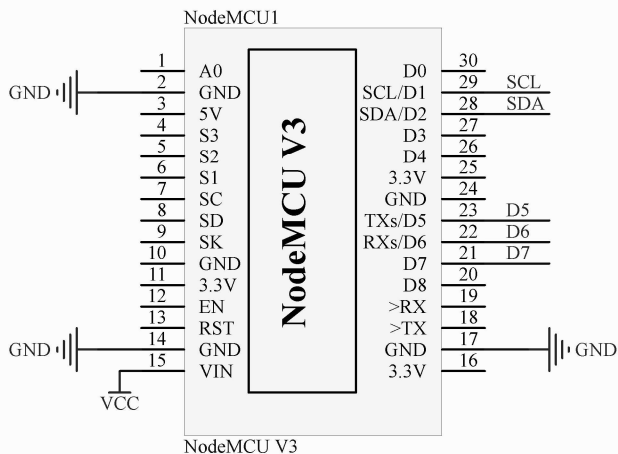 NodeMCU1
1 A0 D0 30
GND 2 GND SCL/D1 29 SCL
3 5V SDA/D2 28 SDA
4 S3 D3 27
5 S2 D4 26
6 S1 3.3V 25
7 SC GND 24
8 SD TXs/D5 23 D5
9 SK RXs/D6 22 D6
10 GND D7 21 D7
11 3.3V D8 20
12 EN >RX 19
13 RST >TX 18
GND 14 GND GND 17 GND
15 VIN 3.3V 16
VCC
NodeMCU V3
NodeMCU V3